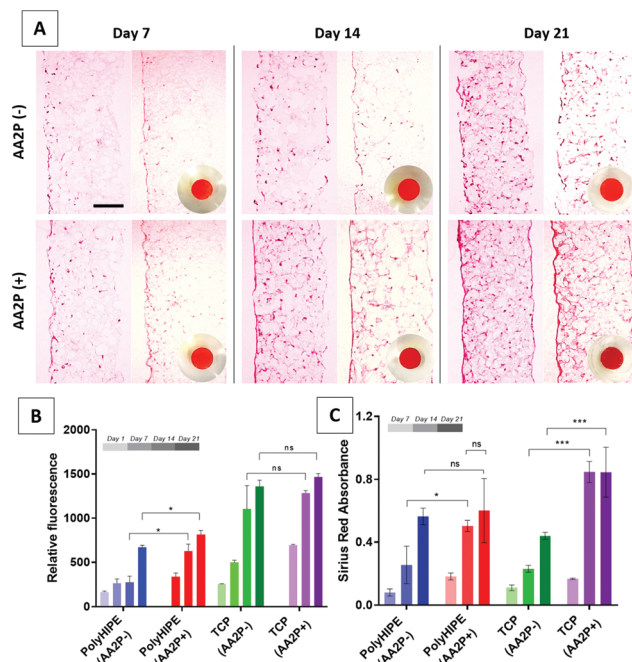 A
Day 7
Day 14
Day 21
AA2P (-)
AA2P (+)
B
Day 1
Day 7
Day 14
Day 21
2000
1500
1000
500
0
Relative fluorescence
*
*
ns
ns
PolyHIPE
(AA2P-)
PolyHIPE
(AA2P+)
TCP
(AA2P-)
TCP
(AA2P+)
C
Day 7
Day 14
Day 21
1.2
0.8
0.4
0.0
Sirius Red Absorbance
*
ns
ns
***
***
PolyHIPE
(AA2P-)
PolyHIPE
(AA2P+)
TCP
(AA2P-)
TCP
(AA2P+)